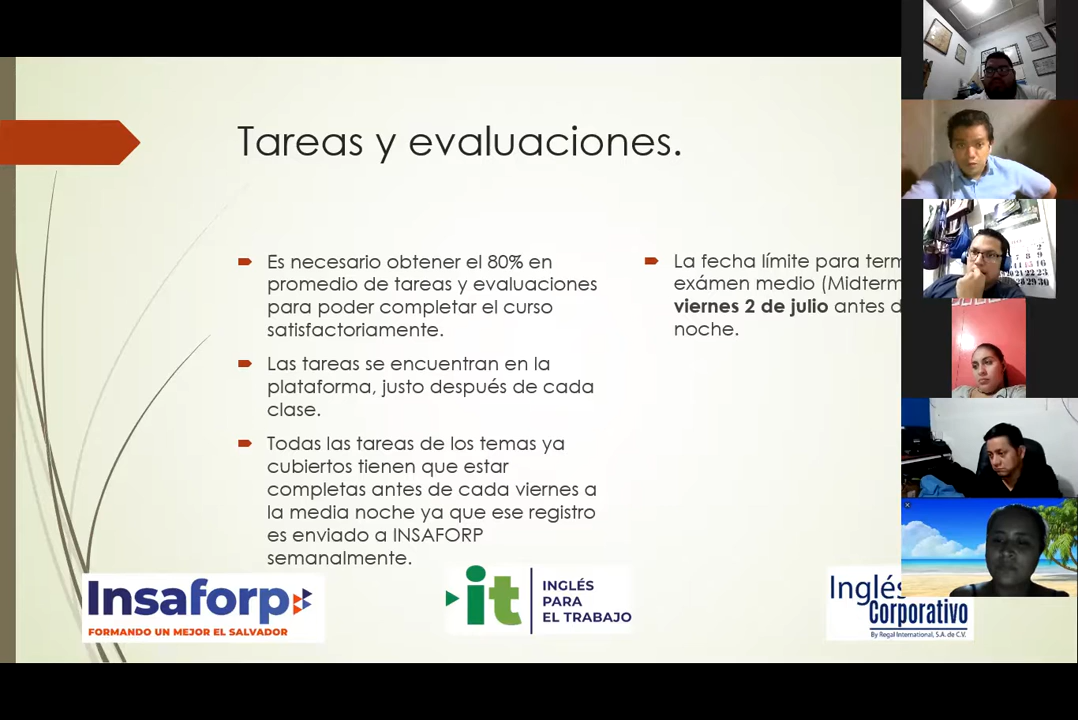 Tareas y evaluaciones.
Es necesario obtener el 80% en
promedio de tareas y evaluaciones
para poder completar el curso
satisfactoriamente.
Las tareas se encuentran en la
plataforma, justo después de cada
clase.
Todas las tareas de los temas ya
cubiertos tienen que estar
completas antes de cada viernes a
la media noche ya que ese registro
es enviado a INSAFORP
semanalmente.
La fecha límite para term
exámen medio (Midterm
viernes 2 de julio antes d
noche.
Insaforp
FORMANDO UN MEJOR EL SALVADOR
it
INGLÉS
PARA
EL TRABAJO
Inglés
Corporativo
By Regal International, S.A. de C.V.